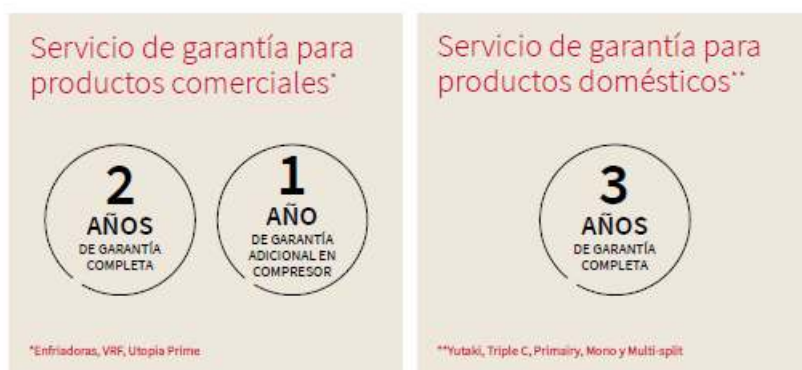 Servicio de garantía para
productos comerciales*
2
AÑOS
DE GARANTÍA
COMPLETA
1
AÑO
DE GARANTÍA
ADICIONAL EN
COMPRESOR
*Enfriadoras, VRF, Utopia Prime
Servicio de garantía para
productos domésticos**
3
AÑOS
DE GARANTÍA
COMPLETA
**Yutaki, Triple C, Primairy, Mono y Multi-split